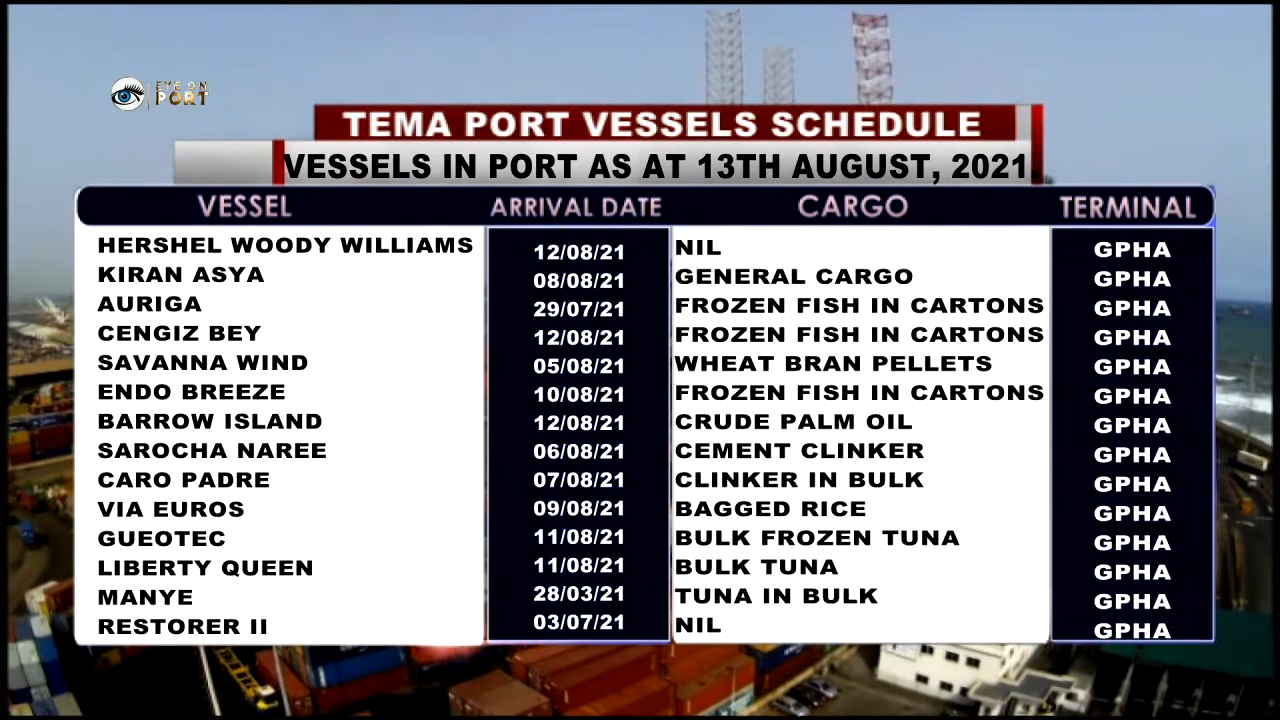 EYE ON
PORT
TEMA PORT VESSELS SCHEDULE
VESSELS IN PORT AS AT 13TH AUGUST, 2021.
VESSEL ARRIVAL DATE CARGO TERMINAL
HERSHEL WOODY WILLIAMS 12/08/21 NIL GPHA
KIRAN ASYA 08/08/21 GENERAL CARGO GPHA
AURIGA 29/07/21 FROZEN FISH IN CARTONS GPHA
CENGIZ BEY 12/08/21 FROZEN FISH IN CARTONS GPHA
SAVANNA WIND 05/08/21 WHEAT BRAN PELLETS GPHA
ENDO BREEZE 10/08/21 FROZEN FISH IN CARTONS GPHA
BARROW ISLAND 12/08/21 CRUDE PALM OIL GPHA
SAROCHA NAREE 06/08/21 CEMENT CLINKER GPHA
CARO PADRE 07/08/21 CLINKER IN BULK GPHA
VIA EUROS 09/08/21 BAGGED RICE GPHA
GUEOTEC 11/08/21 BULK FROZEN TUNA GPHA
LIBERTY QUEEN 11/08/21 BULK TUNA GPHA
MANYE 28/03/21 TUNA IN BULK GPHA
RESTORER II 03/07/21 NIL GPHA